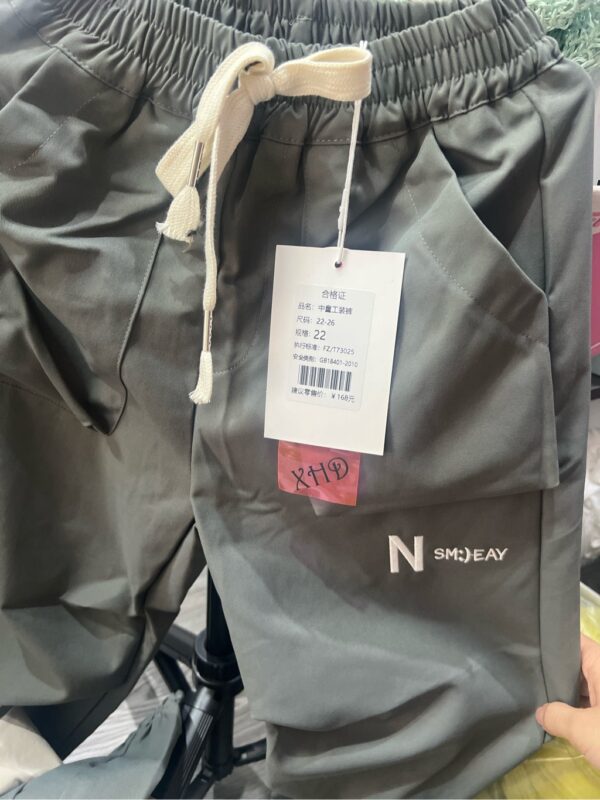 合格证
品名：中童工装裤
尺码：22-26
规格：22
执行标准：FZ/T73025
安全类别：GB18401-2010
建议零售价：￥168元
XHD
N SM:)-EAY